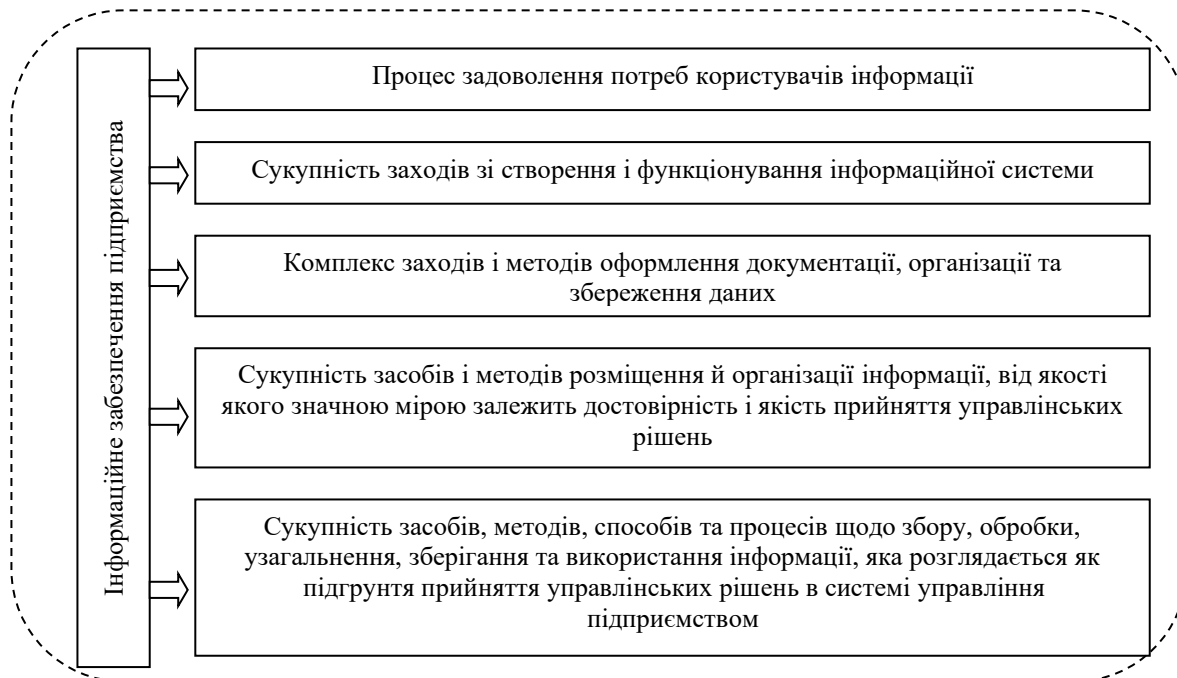 Інформаційне забезпечення підприємства
Процес задоволення потреб користувачів інформації
Сукупність заходів зі створення і функціонування інформаційної системи
Комплекс заходів і методів оформлення документації, організації та
збереження даних
Сукупність засобів і методів розміщення й організації інформації, від якості
якого значною мірою залежить достовірність і якість прийняття управлінських
рішень
Сукупність засобів, методів, способів та процесів щодо збору, обробки,
узагальнення, зберігання та використання інформації, яка розглядається як
підгрунтя прийняття управлінських рішень в системі управління
підприємством